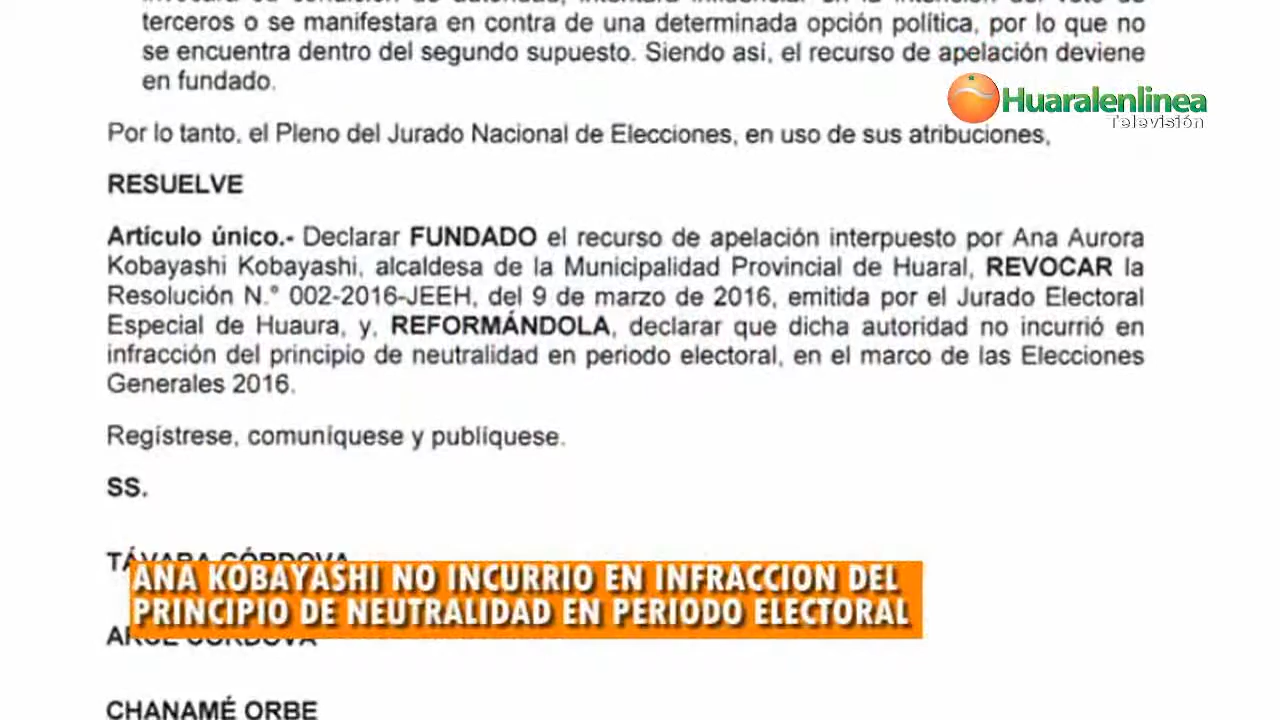 terceros o se manifestara en contra de una determinada opción política, por lo que no
se encuentra dentro del segundo supuesto. Siendo así, el recurso de apelación deviene
en fundado.
Huaralenlinea
Televisión
Por lo tanto, el Pleno del Jurado Nacional de Elecciones, en uso de sus atribuciones,
RESUELVE
Artículo único.- Declarar FUNDADO el recurso de apelación interpuesto por Ana Aurora
Kobayashi Kobayashi, alcaldesa de la Municipalidad Provincial de Huaral, REVOCAR la
Resolución N.° 002-2016-JEEH, del 9 de marzo de 2016, emitida por el Jurado Electoral
Especial de Huaura, y, REFORMÁNDOLA, declarar que dicha autoridad no incurrió en
infracción del principio de neutralidad en periodo electoral, en el marco de las Elecciones
Generales 2016.
Regístrese, comuníquese y publíquese.
SS.
TÁVARA CÓRDOVA
ANA KOBAYASHI NO INCURRIO EN INFRACCION DEL
PRINCIPIO DE NEUTRALIDAD EN PERIODO ELECTORAL
CHANAMÉ ORBE